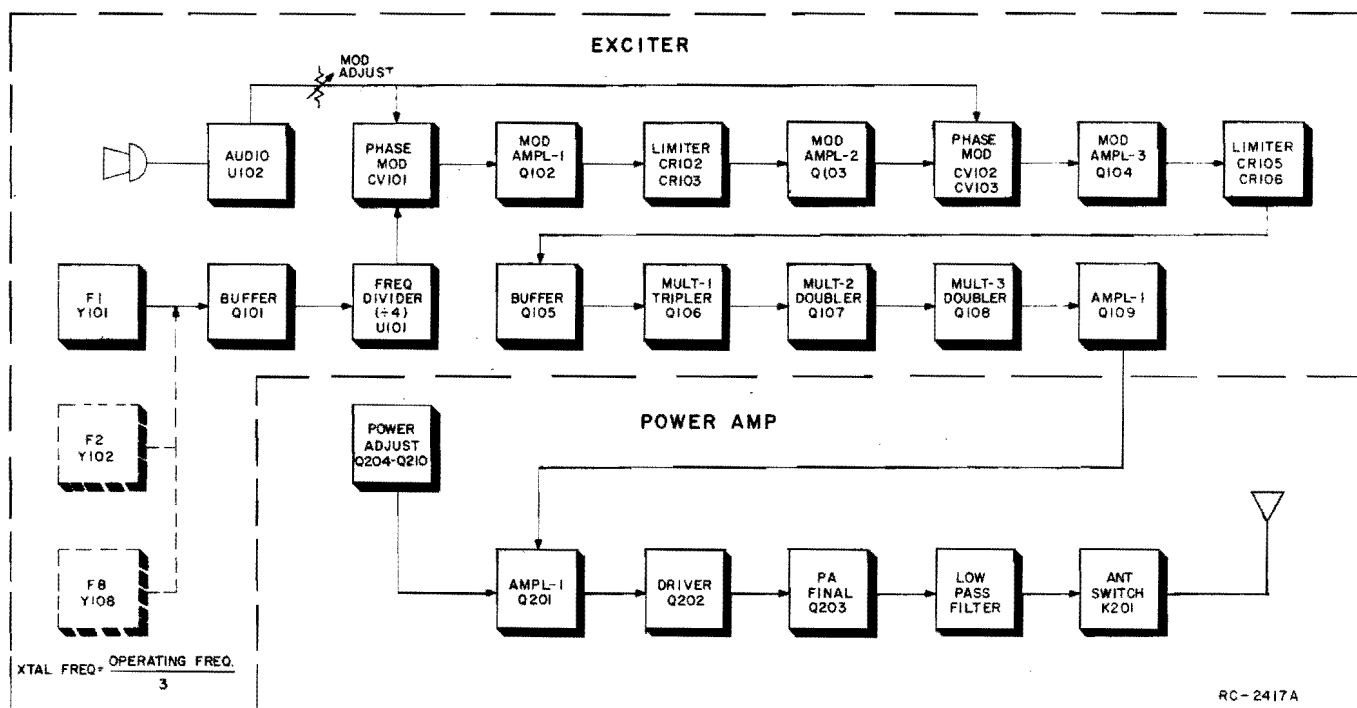 EXCITER
MOD
ADJUST
AUDIO
U102
PHASE
MOD
CV101
MOD
AMPL-1
Q102
LIMITER
CR102
CR103
MOD
AMPL-2
Q103
PHASE
MOD
CV102
CV103
MOD
AMPL-3
Q104
LIMITER
CR105
CR106
F1
Y101
BUFFER
Q101
FREQ
DIVIDER
(÷4)
U101
BUFFER
Q105
MULT-1
TRIPLER
Q106
MULT-2
DOUBLER
Q107
MULT-3
DOUBLER
Q108
AMPL-1
Q109
F2
Y102
F8
Y108
XTAL FREQ= OPERATING FREQ.
3
POWER AMP
POWER
ADJUST
Q204-Q210
AMPL-1
Q201
DRIVER
Q202
PA
FINAL
Q203
LOW
PASS
FILTER
ANT
SWITCH
K201
RC-2417A